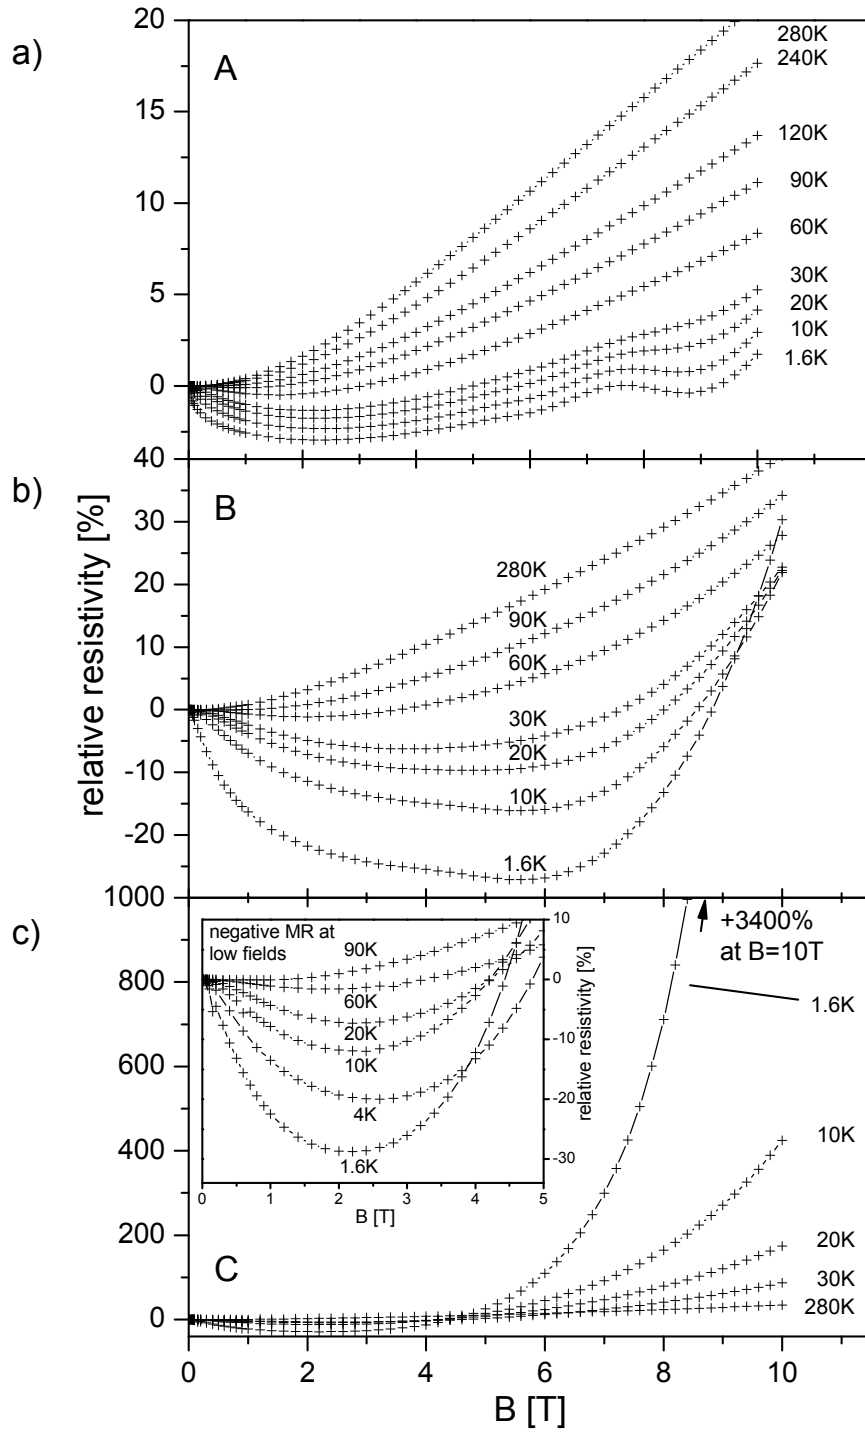 a)
A
20
15
10
5
0
280K
240K
120K
90K
60K
30K
20K
10K
1.6K
b)
B
relative resistivity [%]
40
30
20
10
0
-10
-20
280K
90K
60K
30K
20K
10K
1.6K
c)
C
1000
800
600
400
200
0
negative MR at
low fields
90K
60K
20K
10K
4K
1.6K
10
0
-10
-20
-30
relative resistivity [%]
0
1
2
3
4
5
B [T]
+3400%
at B=10T
1.6K
10K
20K
30K
280K
0
2
4
6
8
10
B [T]